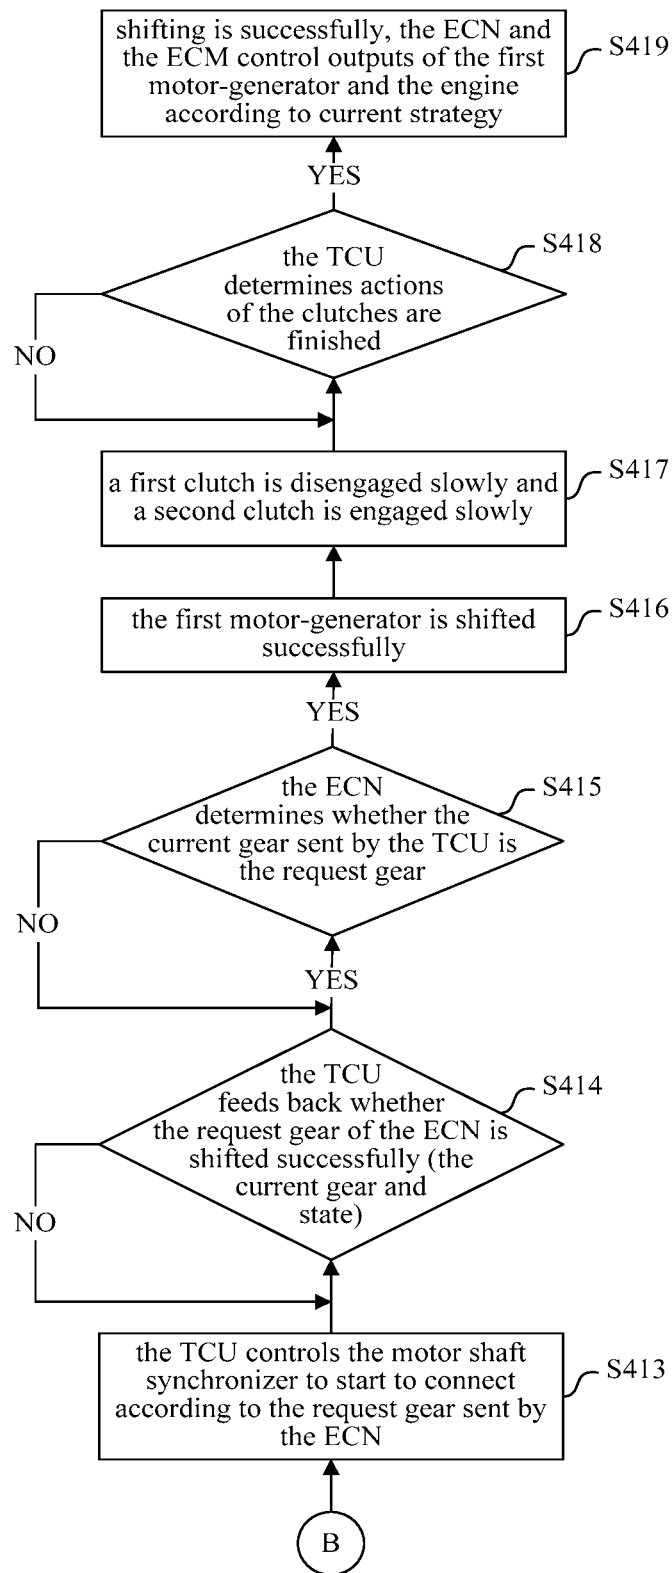 shifting is successfully, the ECN and
the ECM control outputs of the first
motor-generator and the engine
according to current strategy
S419
YES
S418
the TCU
determines actions
of the clutches are
finished
NO
S417
a first clutch is disengaged slowly and
a second clutch is engaged slowly
S416
the first motor-generator is shifted
successfully
YES
S415
the ECN
determines whether the
current gear sent by the TCU is
the request gear
NO
YES
S414
the TCU
feeds back whether
the request gear of the ECN is
shifted successfully (the
current gear and
state)
NO
S413
the TCU controls the motor shaft
synchronizer to start to connect
according to the request gear sent by
the ECN
B